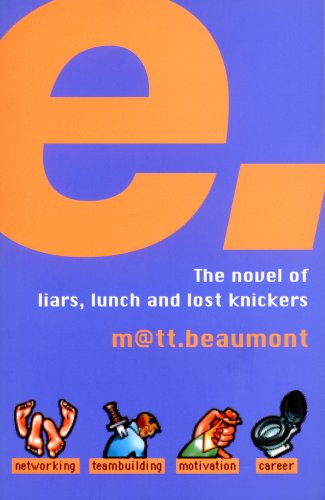 e.
The novel of
liars, lunch and lost knickers
m@tt.beaumont
networking teambuilding motivation career